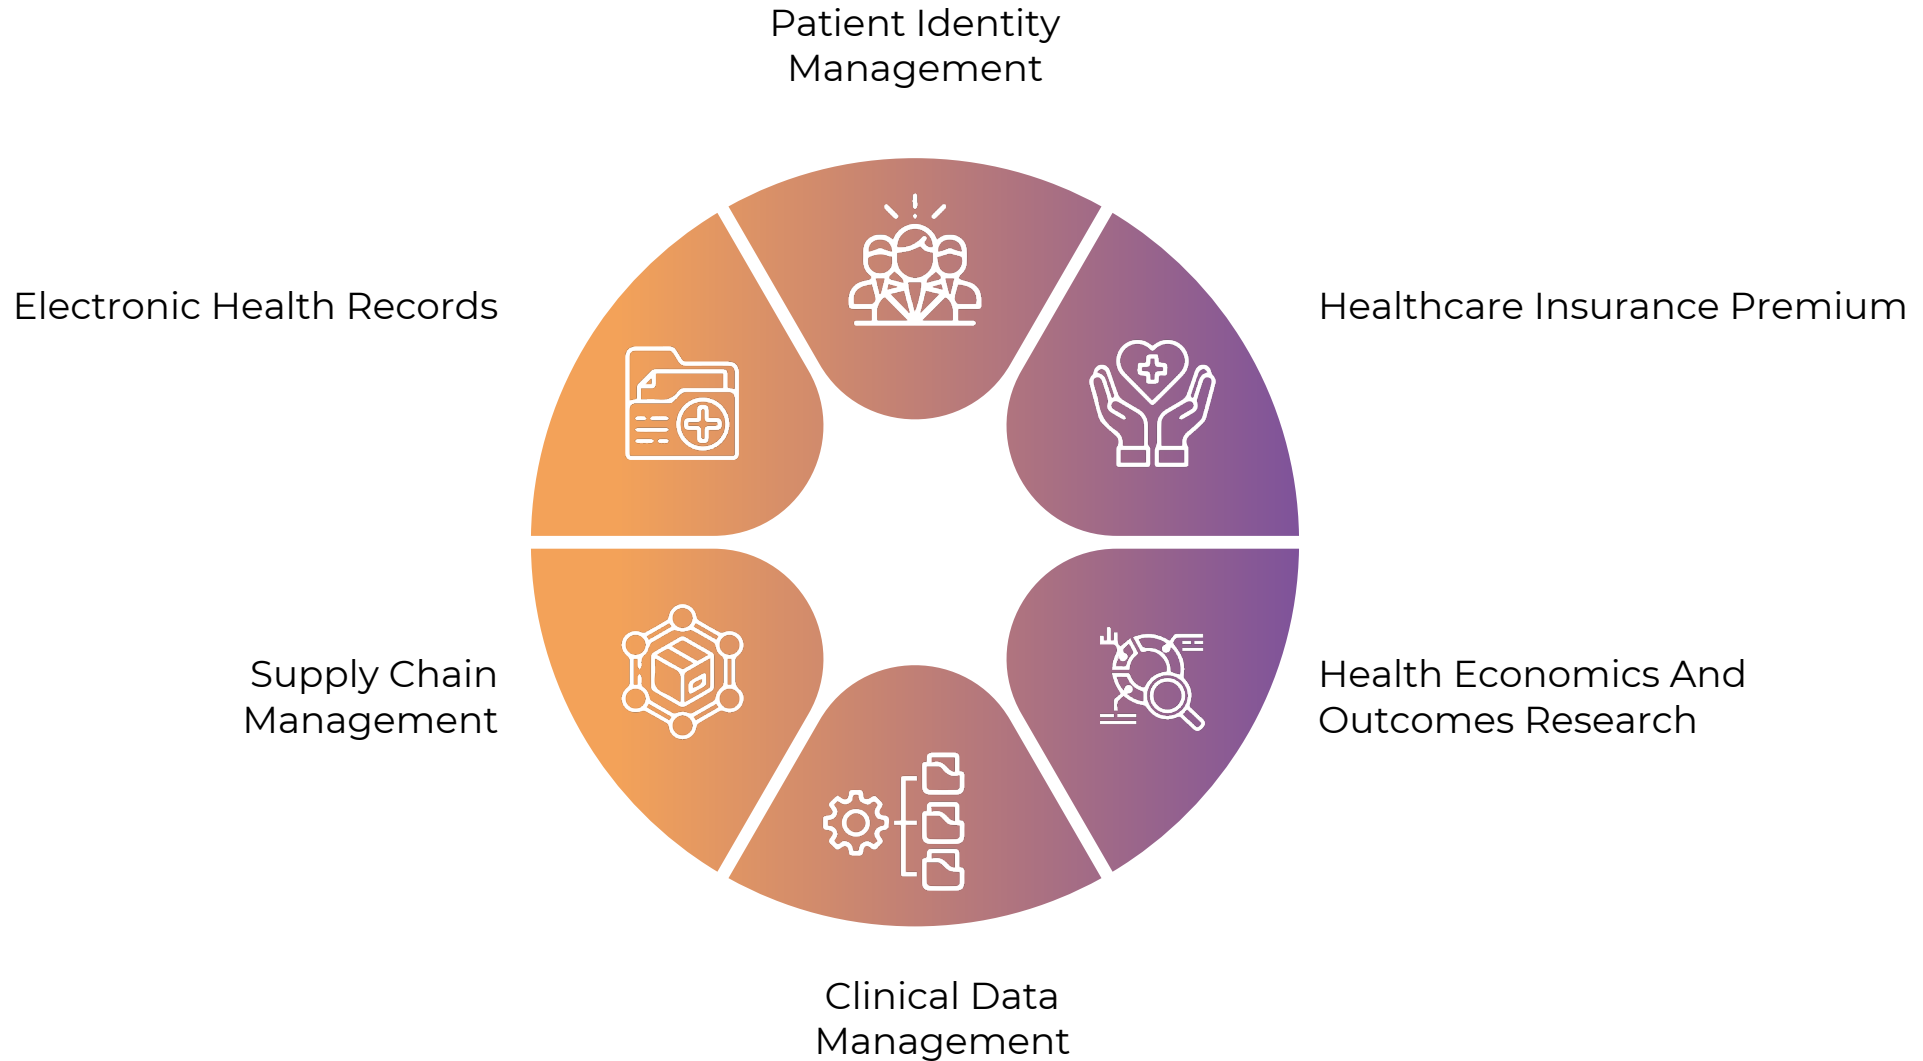 Patient Identity
Management
Electronic Health Records
Healthcare Insurance Premium
Supply Chain
Management
Health Economics And
Outcomes Research
Clinical Data
Management